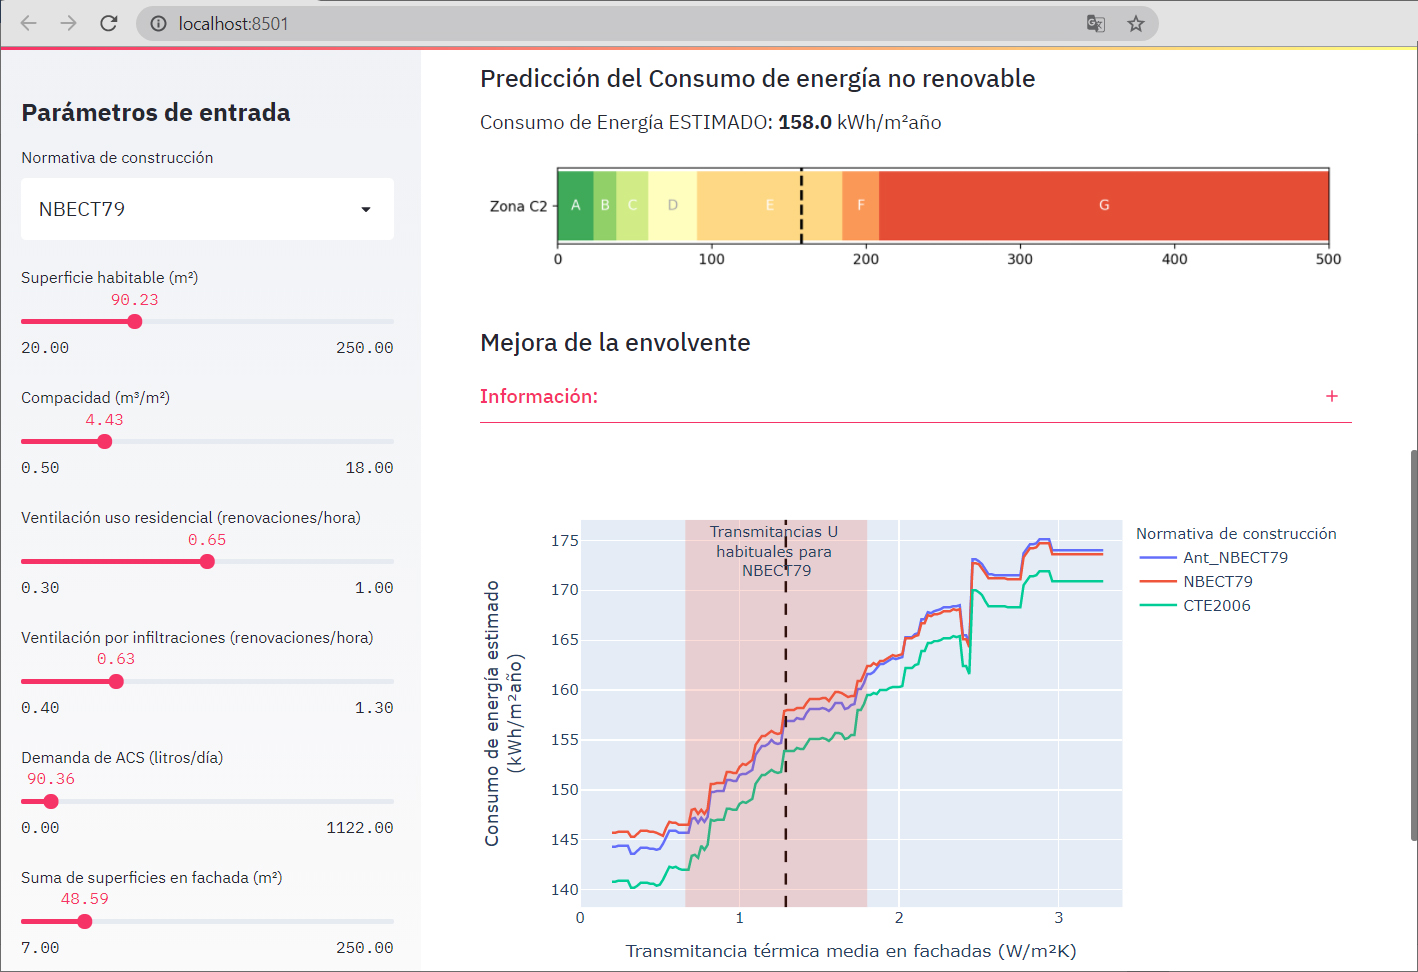 localhost:8501
Parámetros de entrada
Normativa de construcción
NBECT79
Superficie habitable (m²)
90.23
20.00 250.00
Compacidad (m³/m²)
4.43
0.50 18.00
Ventilación uso residencial (renovaciones/hora)
0.65
0.30 1.00
Ventilación por infiltraciones (renovaciones/hora)
0.63
0.40 1.30
Demanda de ACS (litros/día)
90.36
0.00 1122.00
Suma de superficies en fachada (m²)
48.59
7.00 250.00
Predicción del Consumo de energía no renovable
Consumo de Energía ESTIMADO: 158.0 kWh/m²año
Zona C2 A B C D E F G
0 100 200 300 400 500
Mejora de la envolvente
Información: +
Transmitancias U
habituales para
NBECT79
Normativa de construcción
Ant_NBECT79
NBECT79
CTE2006
Consumo de energía estimado
(kWh/m²año)
175
170
165
160
155
150
145
140
0 1 2 3
Transmitancia térmica media en fachadas (W/m²K)